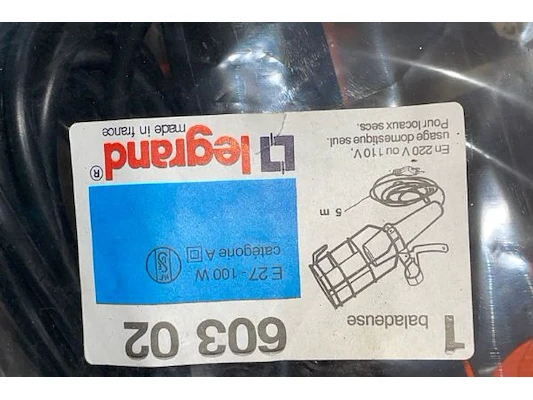 1
baladeuse
603 02
E 27 - 100 W
catégorie A
5 m
En 220 V ou 110 V,
usage domestique seul.
Pour locaux secs.
legrand®
made in france